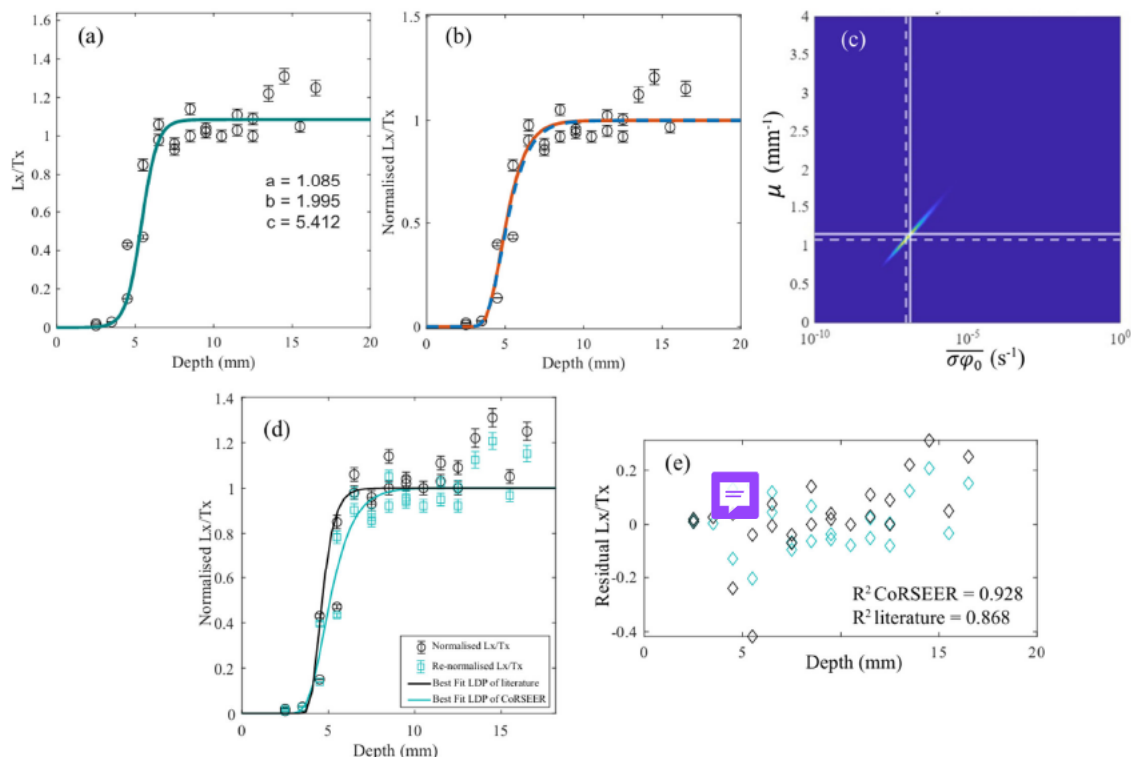 (a)
1.6
1.4
1.2
1
0.8
0.6
0.4
0.2
0
Lx/Tx
a = 1.085
b = 1.995
c = 5.412
0 5 10 15 20
Depth (mm)
(b)
1.5
1
0.5
0
Normalised Lx/Tx
0 5 10 15 20
Depth (mm)
(c)
4
3.5
3
2.5
2
1.5
1
0.5
0
μ (mm⁻¹)
10⁻¹⁰ 10⁻⁵ 10⁰
σφ₀ (s⁻¹)
(d)
1.4
1.2
1
0.8
0.6
0.4
0.2
0
Normalised Lx/Tx
Normalised Lx/Tx
Re-normalised Lx/Tx
Best Fit LDP of literature
Best Fit LDP of CoRSEER
0 5 10 15
Depth (mm)
(e)
0.2
0
-0.2
-0.4
Residual Lx/Tx
R² CoRSEER = 0.928
R² literature = 0.868
0 5 10 15 20
Depth (mm)